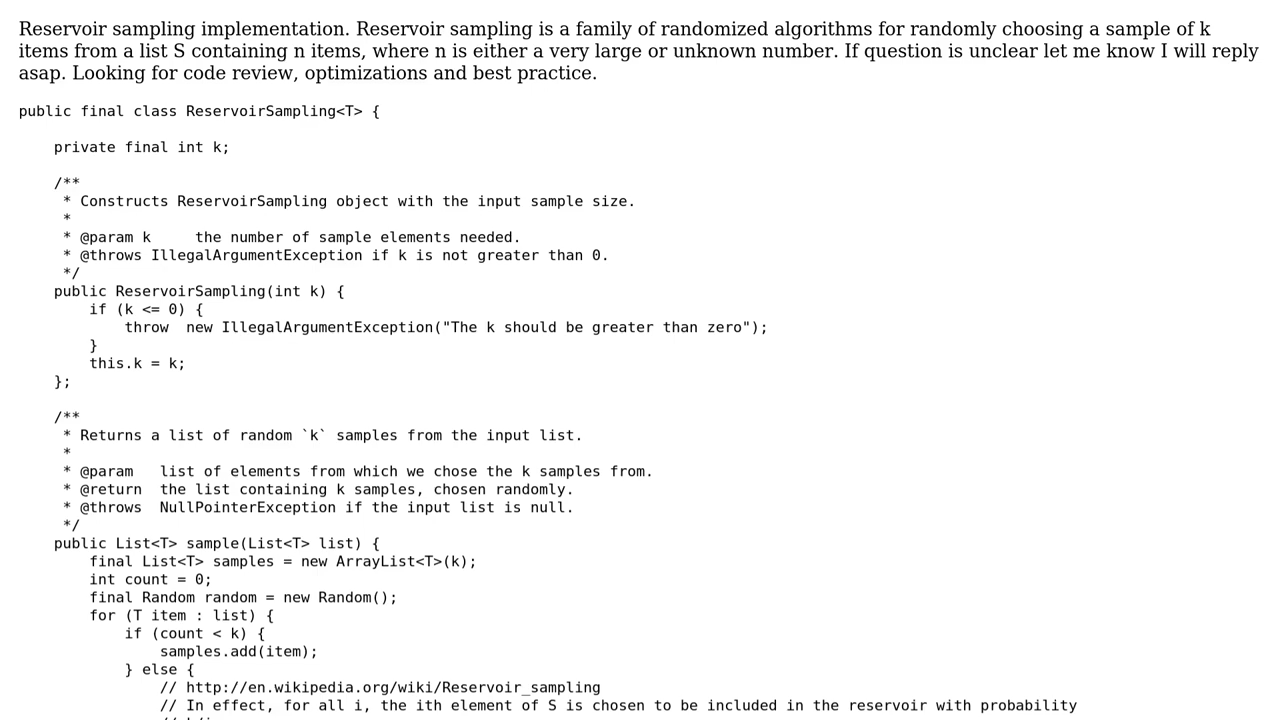 Reservoir sampling implementation. Reservoir sampling is a family of randomized algorithms for randomly choosing a sample of k
items from a list S containing n items, where n is either a very large or unknown number. If question is unclear let me know I will reply
asap. Looking for code review, optimizations and best practice.
public final class ReservoirSampling<T> {
    private final int k;
    /**
     * Constructs ReservoirSampling object with the input sample size.
     *
     * @param k     the number of sample elements needed.
     * @throws IllegalArgumentException if k is not greater than 0.
     */
    public ReservoirSampling(int k) {
        if (k <= 0) {
            throw  new IllegalArgumentException("The k should be greater than zero");
        }
        this.k = k;
    };
    /**
     * Returns a list of random `k` samples from the input list.
     *
     * @param   list of elements from which we chose the k samples from.
     * @return  the list containing k samples, chosen randomly.
     * @throws  NullPointerException if the input list is null.
     */
    public List<T> sample(List<T> list) {
        final List<T> samples = new ArrayList<T>(k);
        int count = 0;
        final Random random = new Random();
        for (T item : list) {
            if (count < k) {
                samples.add(item);
            } else {
                // http://en.wikipedia.org/wiki/Reservoir_sampling
                // In effect, for all i, the ith element of S is chosen to be included in the reservoir with probability